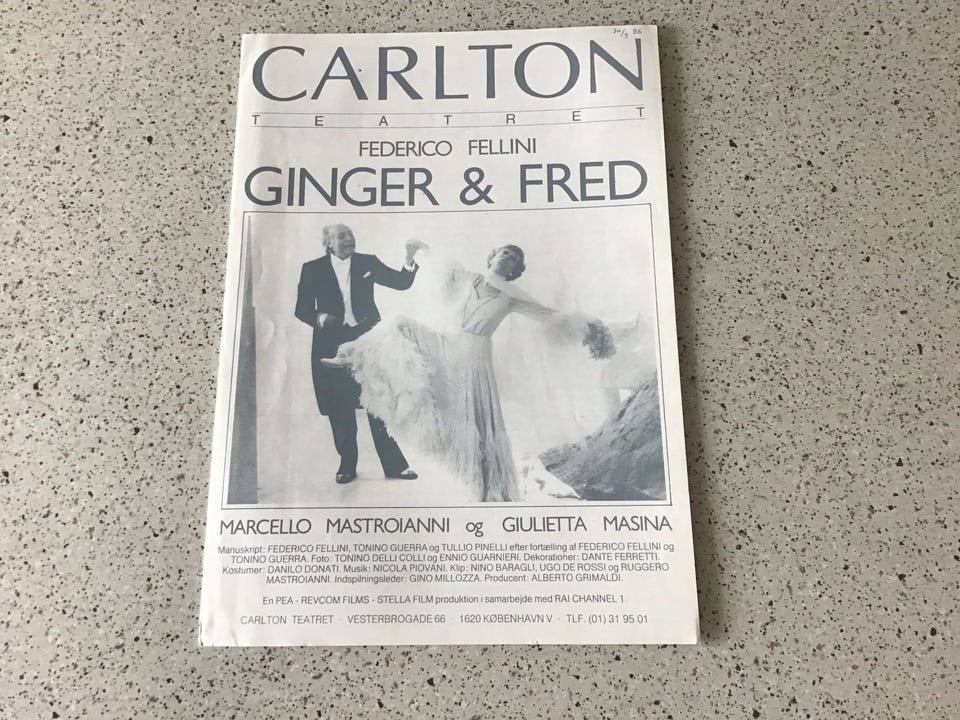 30/3 86
CARLTON
TEATRET
FEDERICO FELLINI
GINGER & FRED
MARCELLO MASTROIANNI og GIULIETTA MASINA
Manuskript: FEDERICO FELLINI, TONINO GUERRA og TULLIO PINELLI efter fortælling af FEDERICO FELLINI og
TONINO GUERRA. Foto: TONINO DELLI COLLI og ENNIO GUARNIERI. Dekorationer: DANTE FERRETTI.
Kostumer: DANILO DONATI. Musik: NICOLA PIOVANI. Klip: NINO BARAGLI, UGO DE ROSSI og RUGGERO
MASTROIANNI. Indspilningsleder: GINO MILLOZZA. Producent: ALBERTO GRIMALDI.
En PEA - REVCOM FILMS - STELLA FILM produktion i samarbejde med RAI CHANNEL 1.
CARLTON TEATRET · VESTERBROGADE 66 · 1620 KØBENHAVN V · TLF. (01) 31 95 01